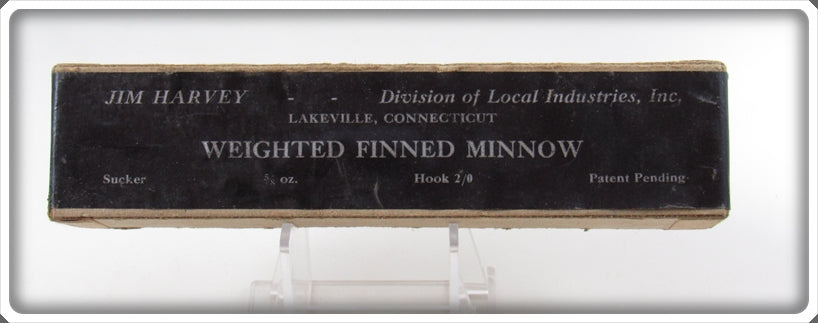 JIM HARVEY - - Division of Local Industries, Inc.
LAKEVILLE, CONNECTICUT
WEIGHTED FINNED MINNOW
Sucker ⅝ oz. Hook 2/0 Patent Pending